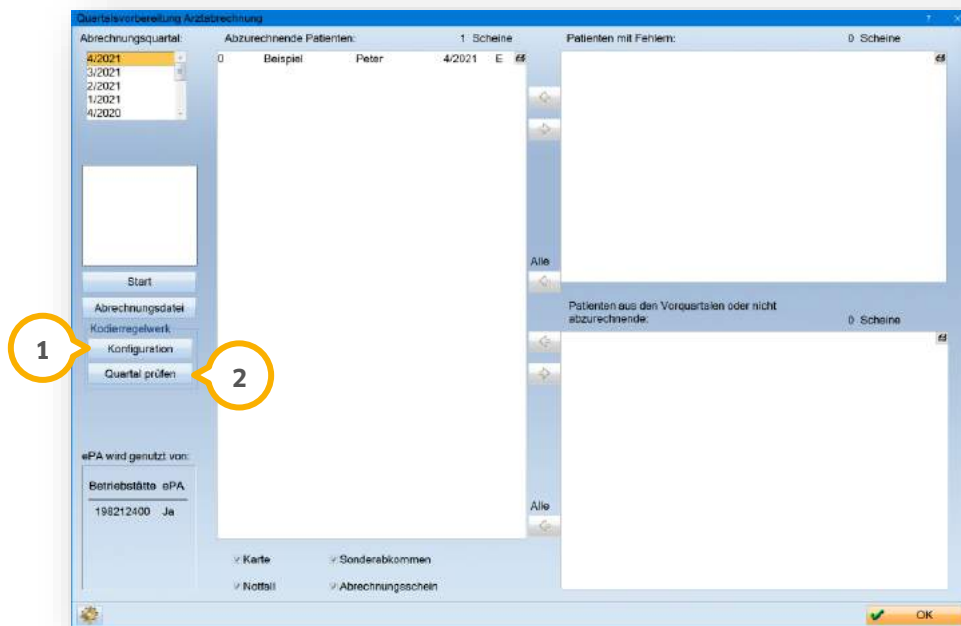 Quartalsvorbereitung Arztabrechnung
Abrechnungsquartal:
4/2021
3/2021
2/2021
1/2021
4/2020
Start
Abrechnungsdatei
Kodierregelwerk
1
Konfiguration
Quartal prüfen
2
ePA wird genutzt von:
Betriebstätte ePA
198212400 Ja
Abzurechnende Patienten: 1 Scheine
0 Beispiel Peter 4/2021 E
Karte Sonderabkommen
Notfall Abrechnungsschein
Alle
Alle
Patienten mit Fehlern: 0 Scheine
Patienten aus den Vorquartalen oder nicht
abzurechnende: 0 Scheine
OK